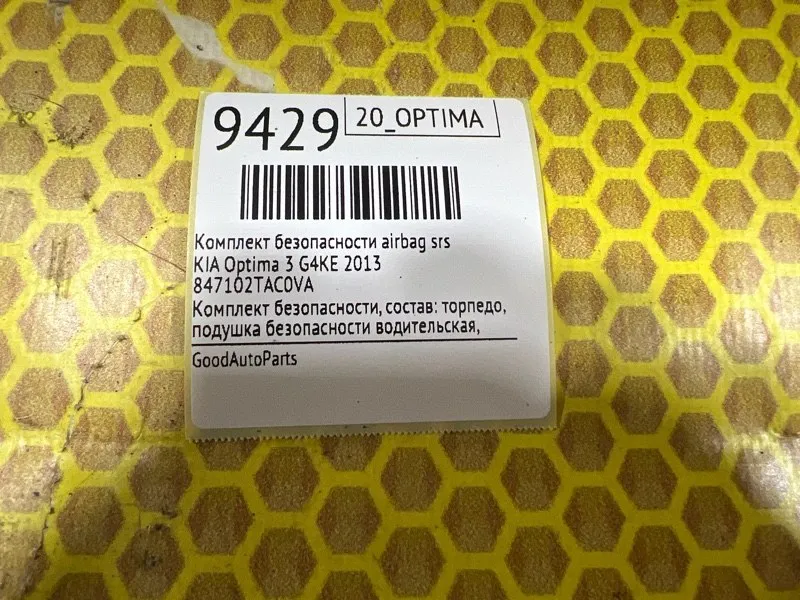 9429
20_OPTIMA
Комплект безопасности airbag srs
KIA Optima 3 G4KE 2013
847102TAC0VA
Комплект безопасности, состав: торпедо,
подушка безопасности водительская,
GoodAutoParts